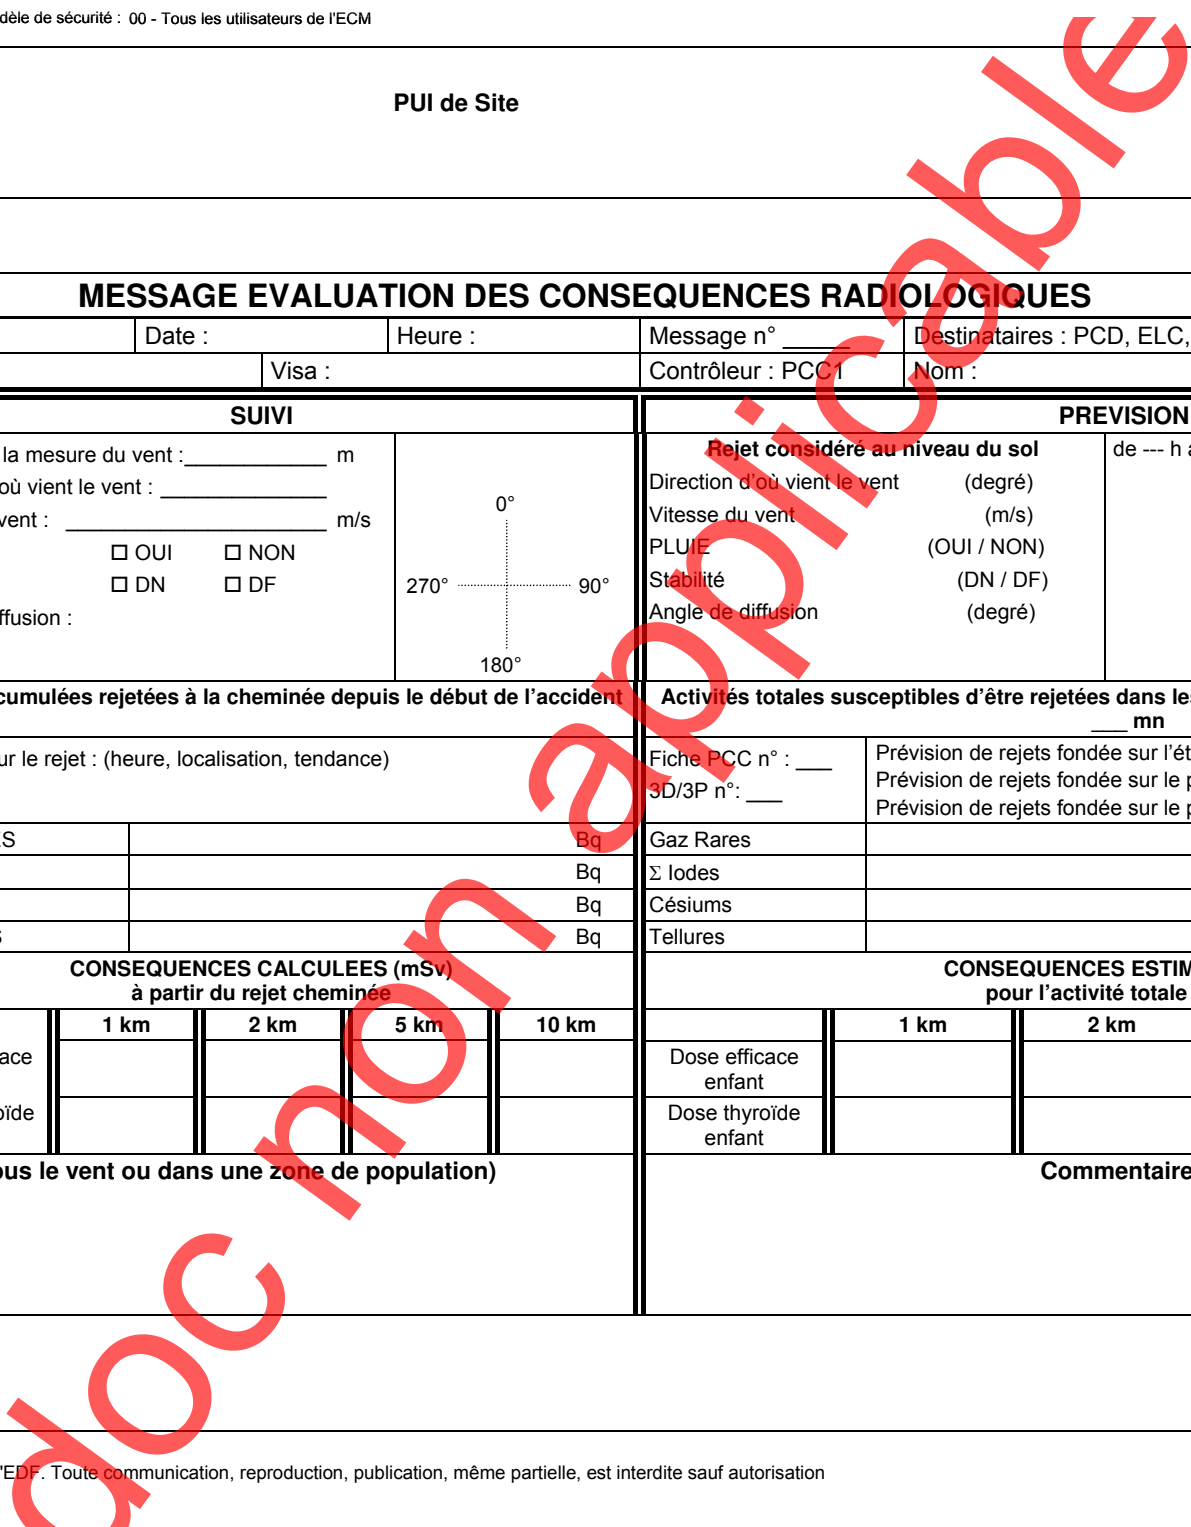 dèle de sécurité : 00 - Tous les utilisateurs de l'ECM
PUI de Site
MESSAGE EVALUATION DES CONSEQUENCES RADIOLOGIQUES
Date :
Heure :
Message n° _____
Destinataires : PCD, ELC,
Visa :
Contrôleur : PCC1
Nom :
SUIVI
la mesure du vent :_____________ m
où vient le vent : _______________
vent : ________________________ m/s
☐ OUI ☐ NON
☐ DN ☐ DF
ffusion :
0°
270° 90°
180°
PREVISION
Rejet considéré au niveau du sol
de --- h a
Direction d'où vient le vent (degré)
Vitesse du vent (m/s)
PLUIE (OUI / NON)
Stabilité (DN / DF)
Angle de diffusion (degré)
cumulées rejetées à la cheminée depuis le début de l'accident
Activités totales susceptibles d'être rejetées dans les
___ mn
ur le rejet : (heure, localisation, tendance)
Fiche PCC n° : ___
3D/3P n°: ___
Prévision de rejets fondée sur l'ét
Prévision de rejets fondée sur le p
Prévision de rejets fondée sur le p
ES Bq
Bq
Bq
S Bq
Gaz Rares
Σ Iodes
Césiums
Tellures
CONSEQUENCES CALCULEES (mSv)
à partir du rejet cheminée
CONSEQUENCES ESTIM
pour l'activité totale
1 km 2 km 5 km 10 km
1 km 2 km
ace
oïde
Dose efficace
enfant
Dose thyroïde
enfant
ous le vent ou dans une zone de population)
Commentaire
'EDF. Toute communication, reproduction, publication, même partielle, est interdite sauf autorisation
doc non applicable